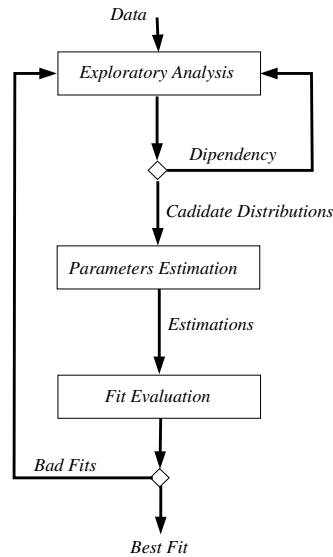 Data
Exploratory Analysis
Dipendency
Cadidate Distributions
Parameters Estimation
Estimations
Fit Evaluation
Bad Fits
Best Fit